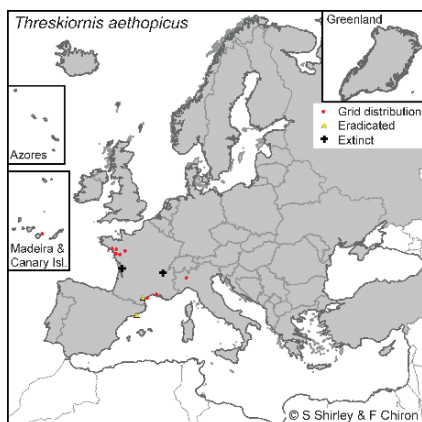 Threskiornis aethopicus
Greenland
Grid distribution
Eradicated
Extinct
Azores
Madeira &
Canary Isl.
© S Shirley & F Chiron